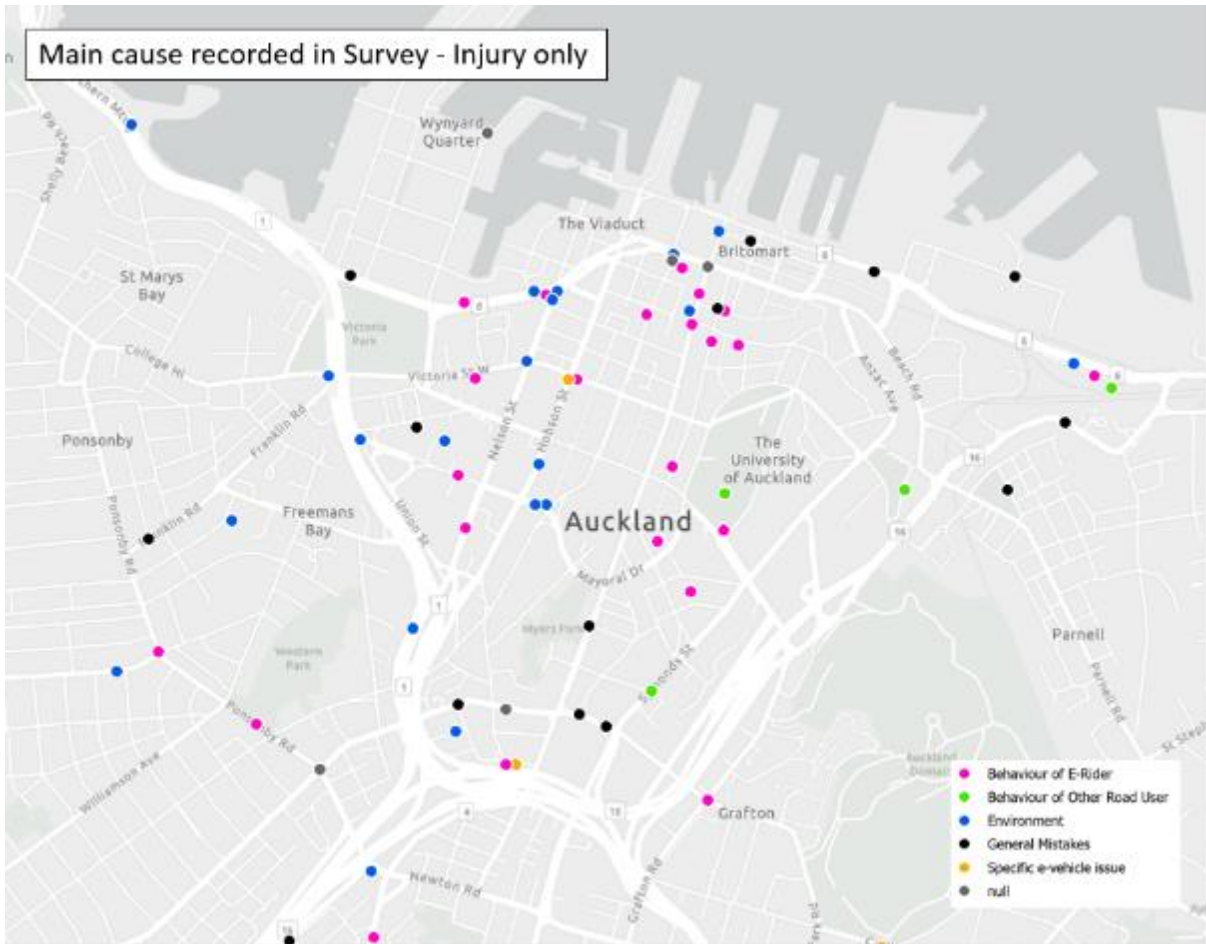 Main cause recorded in Survey - Injury only
Wynyard
Quarter
1
The Viaduct
Britomart
6
St Marys
Bay
Victoria
Park
6
College Hl
Victoria St W
Nelson St
Hobson St
Anzac Ave
Beach Rd
6
6
Ponsonby
Franklin Rd
The
University
of Auckland
16
Ponsonby Rd
Franklin Rd
Freemans
Bay
Union St
Auckland
16
Mayoral Dr
1
Myers Park
Western
Park
Parnell
1
Symonds St
Parnell Rd
Ponsonby Rd
Williamson Ave
Auckland
Domain
St Steph
4
Grafton
Newton Rd
Grafton Rd
16
Behaviour of E-Rider
Behaviour of Other Road User
Environment
General Mistakes
Specific e-vehicle issue
null